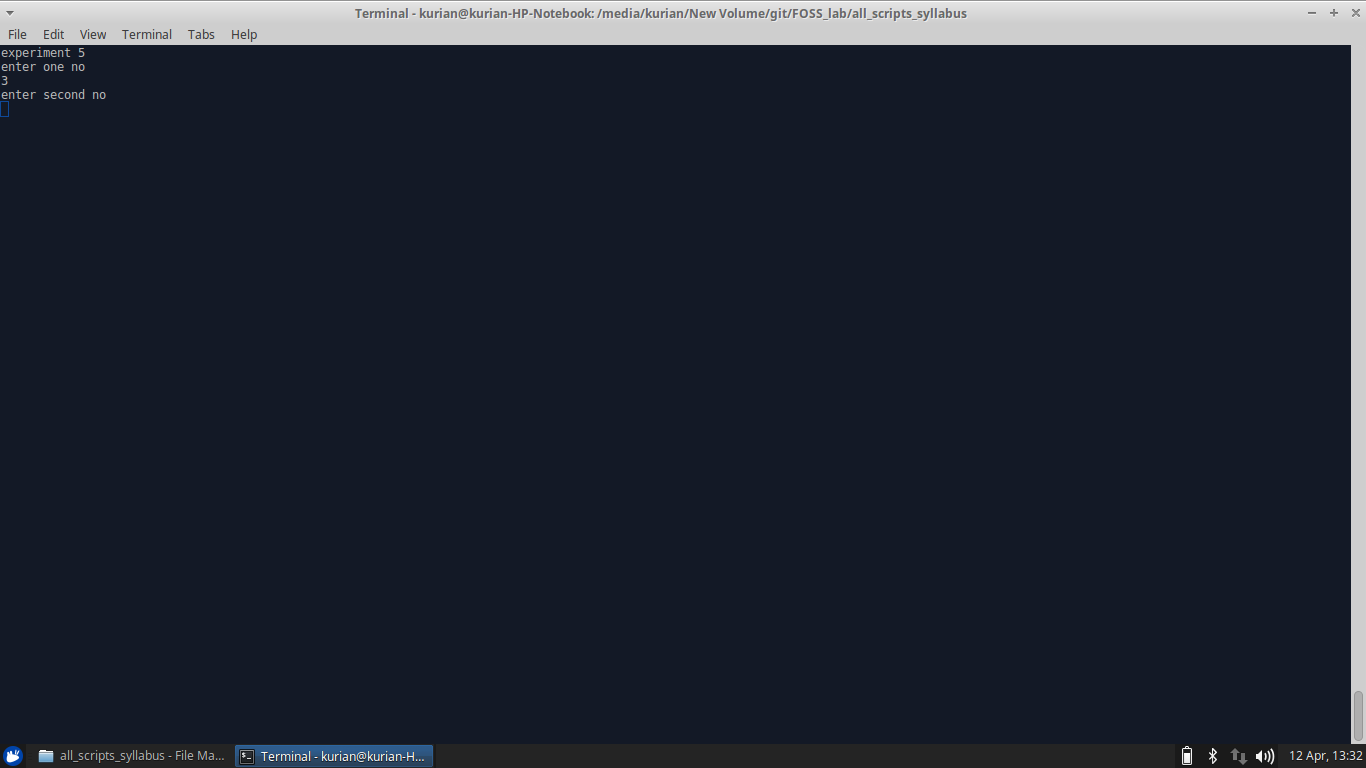 Terminal - kurian@kurian-HP-Notebook: /media/kurian/New Volume/git/FOSS_lab/all_scripts_syllabus
File Edit View Terminal Tabs Help
experiment 5
enter one no
3
enter second no
all_scripts_syllabus - File Ma... Terminal - kurian@kurian-H... 12 Apr, 13:32